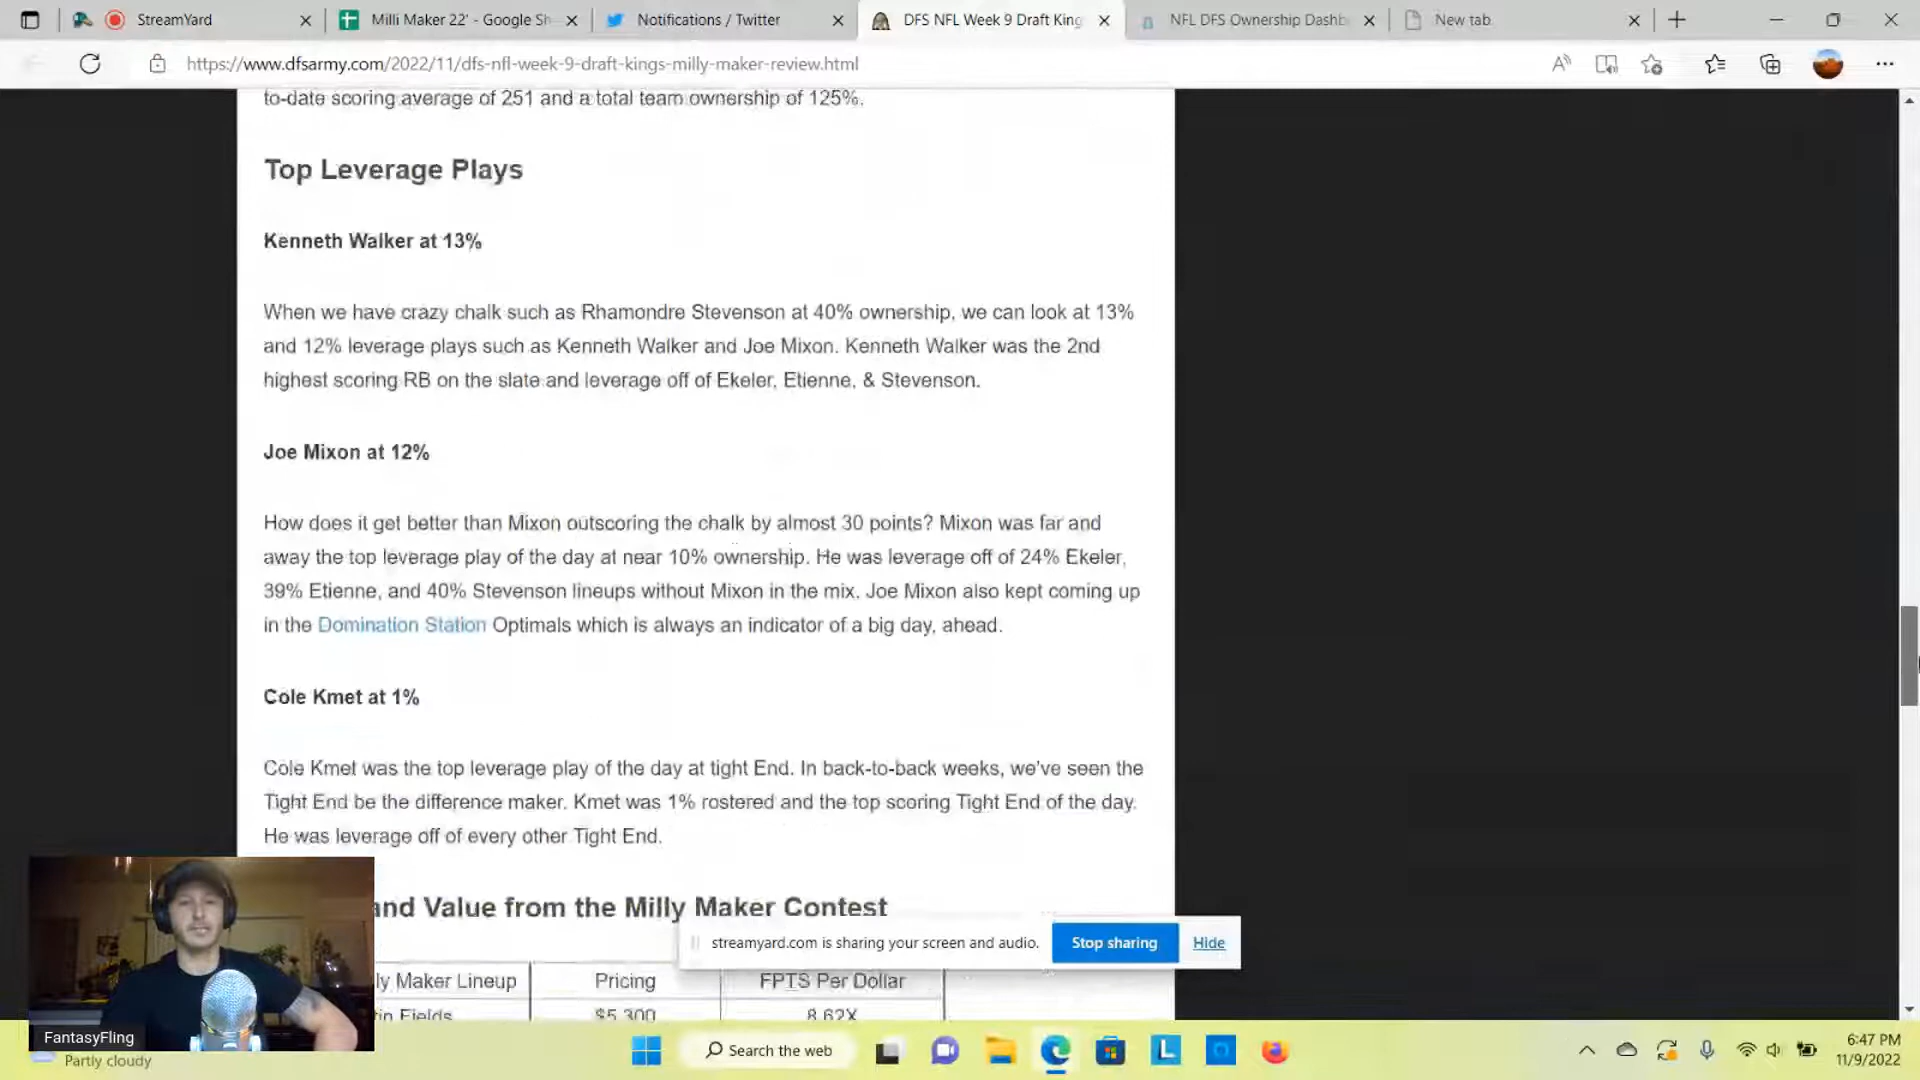 StreamYard
Milli Maker 22' - Google Sh
Notifications / Twitter
DFS NFL Week 9 Draft King
NFL DFS Ownership Dashb
New tab
https://www.dfsarmy.com/2022/11/dfs-nfl-week-9-draft-kings-milly-maker-review.html
to-date scoring average of 251 and a total team ownership of 125%.
Top Leverage Plays
Kenneth Walker at 13%
When we have crazy chalk such as Rhamondre Stevenson at 40% ownership, we can look at 13%
and 12% leverage plays such as Kenneth Walker and Joe Mixon. Kenneth Walker was the 2nd
highest scoring RB on the slate and leverage off of Ekeler, Etienne, & Stevenson.
Joe Mixon at 12%
How does it get better than Mixon outscoring the chalk by almost 30 points? Mixon was far and
away the top leverage play of the day at near 10% ownership. He was leverage off of 24% Ekeler,
39% Etienne, and 40% Stevenson lineups without Mixon in the mix. Joe Mixon also kept coming up
in the Domination Station Optimals which is always an indicator of a big day, ahead.
Cole Kmet at 1%
Cole Kmet was the top leverage play of the day at tight End. In back-to-back weeks, we've seen the
Tight End be the difference maker. Kmet was 1% rostered and the top scoring Tight End of the day.
He was leverage off of every other Tight End.
and Value from the Milly Maker Contest
streamyard.com is sharing your screen and audio.
Stop sharing
Hide
ly Maker Lineup
Pricing
FPTS Per Dollar
tin Fields
$5,300
8.62X
FantasyFling
Partly cloudy
Search the web
6:47 PM
11/9/2022